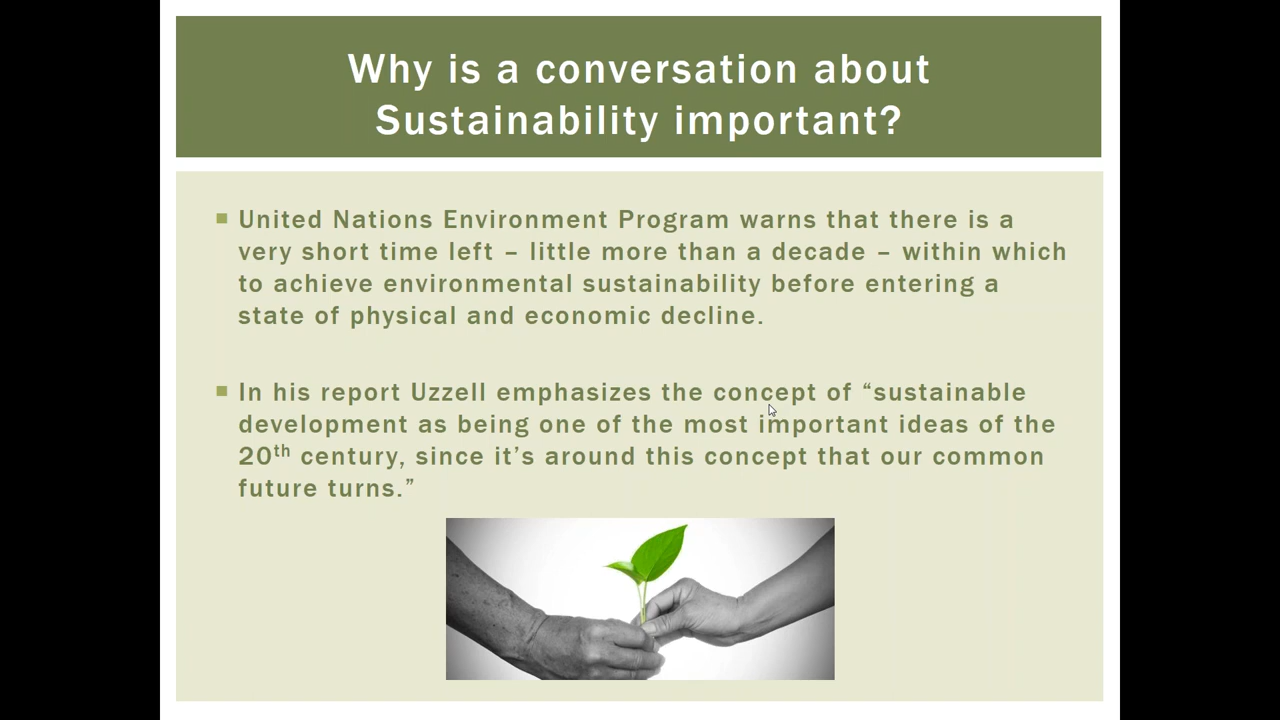 Why is a conversation about
Sustainability important?
United Nations Environment Program warns that there is a
very short time left – little more than a decade – within which
to achieve environmental sustainability before entering a
state of physical and economic decline.
In his report Uzzell emphasizes the concept of “sustainable
development as being one of the most important ideas of the
20th century, since it’s around this concept that our common
future turns.”